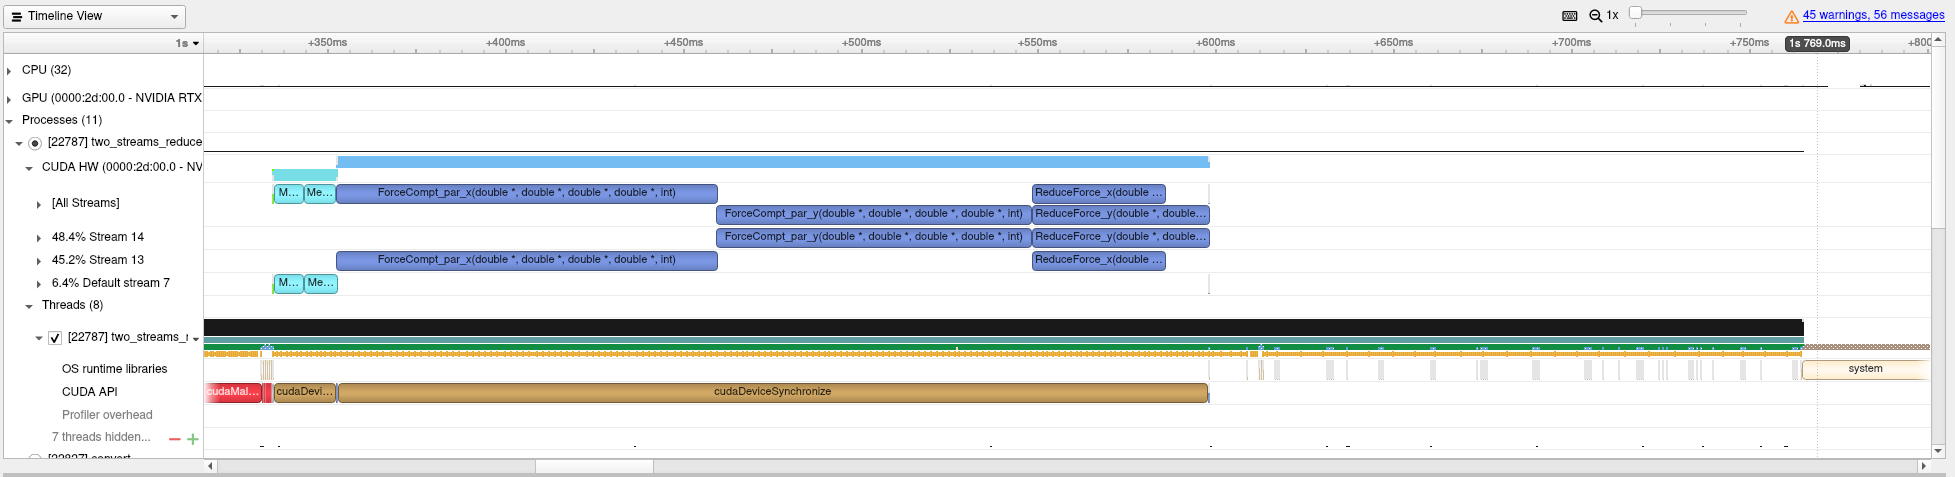 Timeline View
1x
45 warnings, 56 messages
1s
+350ms +400ms +450ms +500ms +550ms +600ms +650ms +700ms +750ms 1s 769.0ms +800
CPU (32)
GPU (0000:2d:00.0 - NVIDIA RTX
Processes (11)
[22787] two_streams_reduce
CUDA HW (0000:2d:00.0 - NV
[All Streams]
M... Me... ForceCompt_par_x(double *, double *, double *, double *, int) ReduceForce_x(double ...
ForceCompt_par_y(double *, double *, double *, double *, int) ReduceForce_y(double *, double...
48.4% Stream 14 ForceCompt_par_y(double *, double *, double *, double *, int) ReduceForce_y(double *, double...
45.2% Stream 13 ForceCompt_par_x(double *, double *, double *, double *, int) ReduceForce_x(double ...
6.4% Default stream 7 M... Me...
Threads (8)
[22787] two_streams_r
OS runtime libraries system
CUDA API cudaMal... cudaDevi... cudaDeviceSynchronize
Profiler overhead
7 threads hidden...